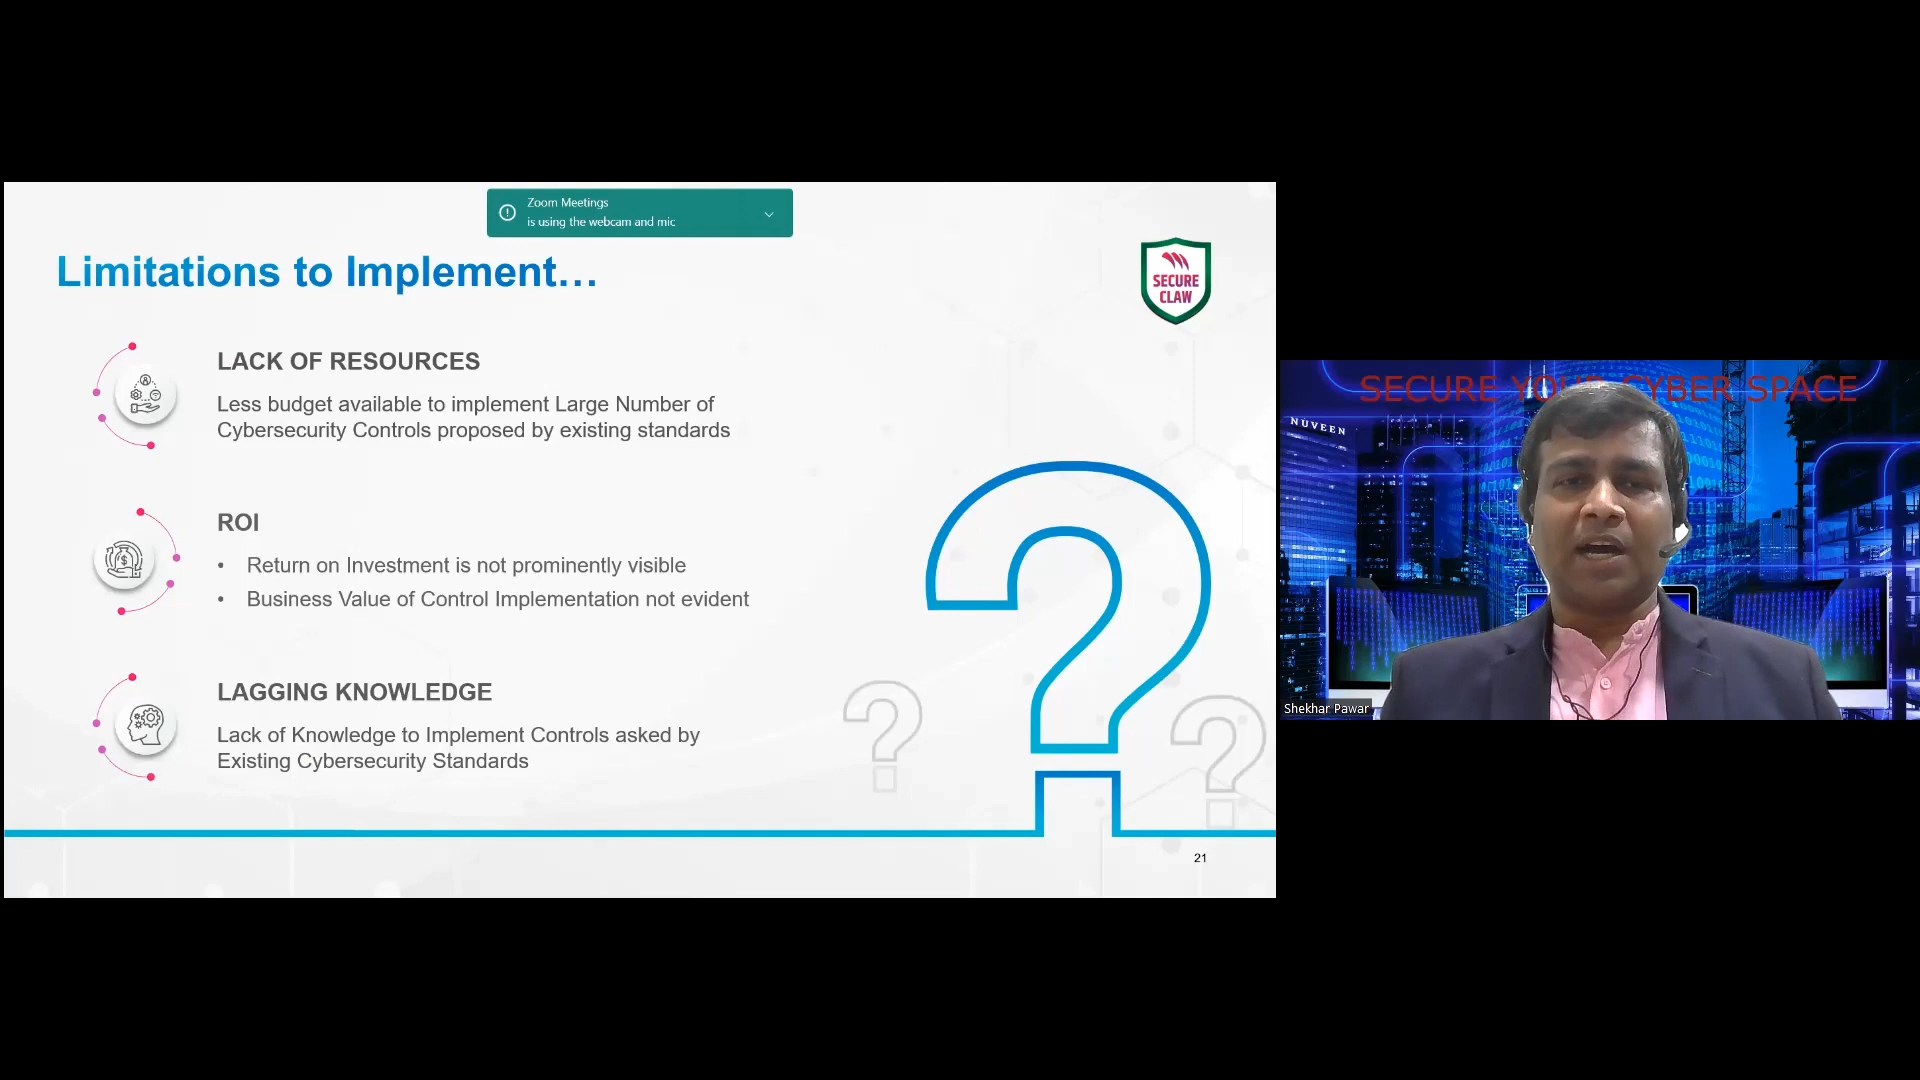 Zoom Meetings
is using the webcam and mic
Limitations to Implement...
SECURE
CLAW
LACK OF RESOURCES
Less budget available to implement Large Number of
Cybersecurity Controls proposed by existing standards
ROI
• Return on Investment is not prominently visible
• Business Value of Control Implementation not evident
LAGGING KNOWLEDGE
Lack of Knowledge to Implement Controls asked by
Existing Cybersecurity Standards
21
SECURE YOUR CYBER SPACE
NUVEEN
Shekhar Pawar